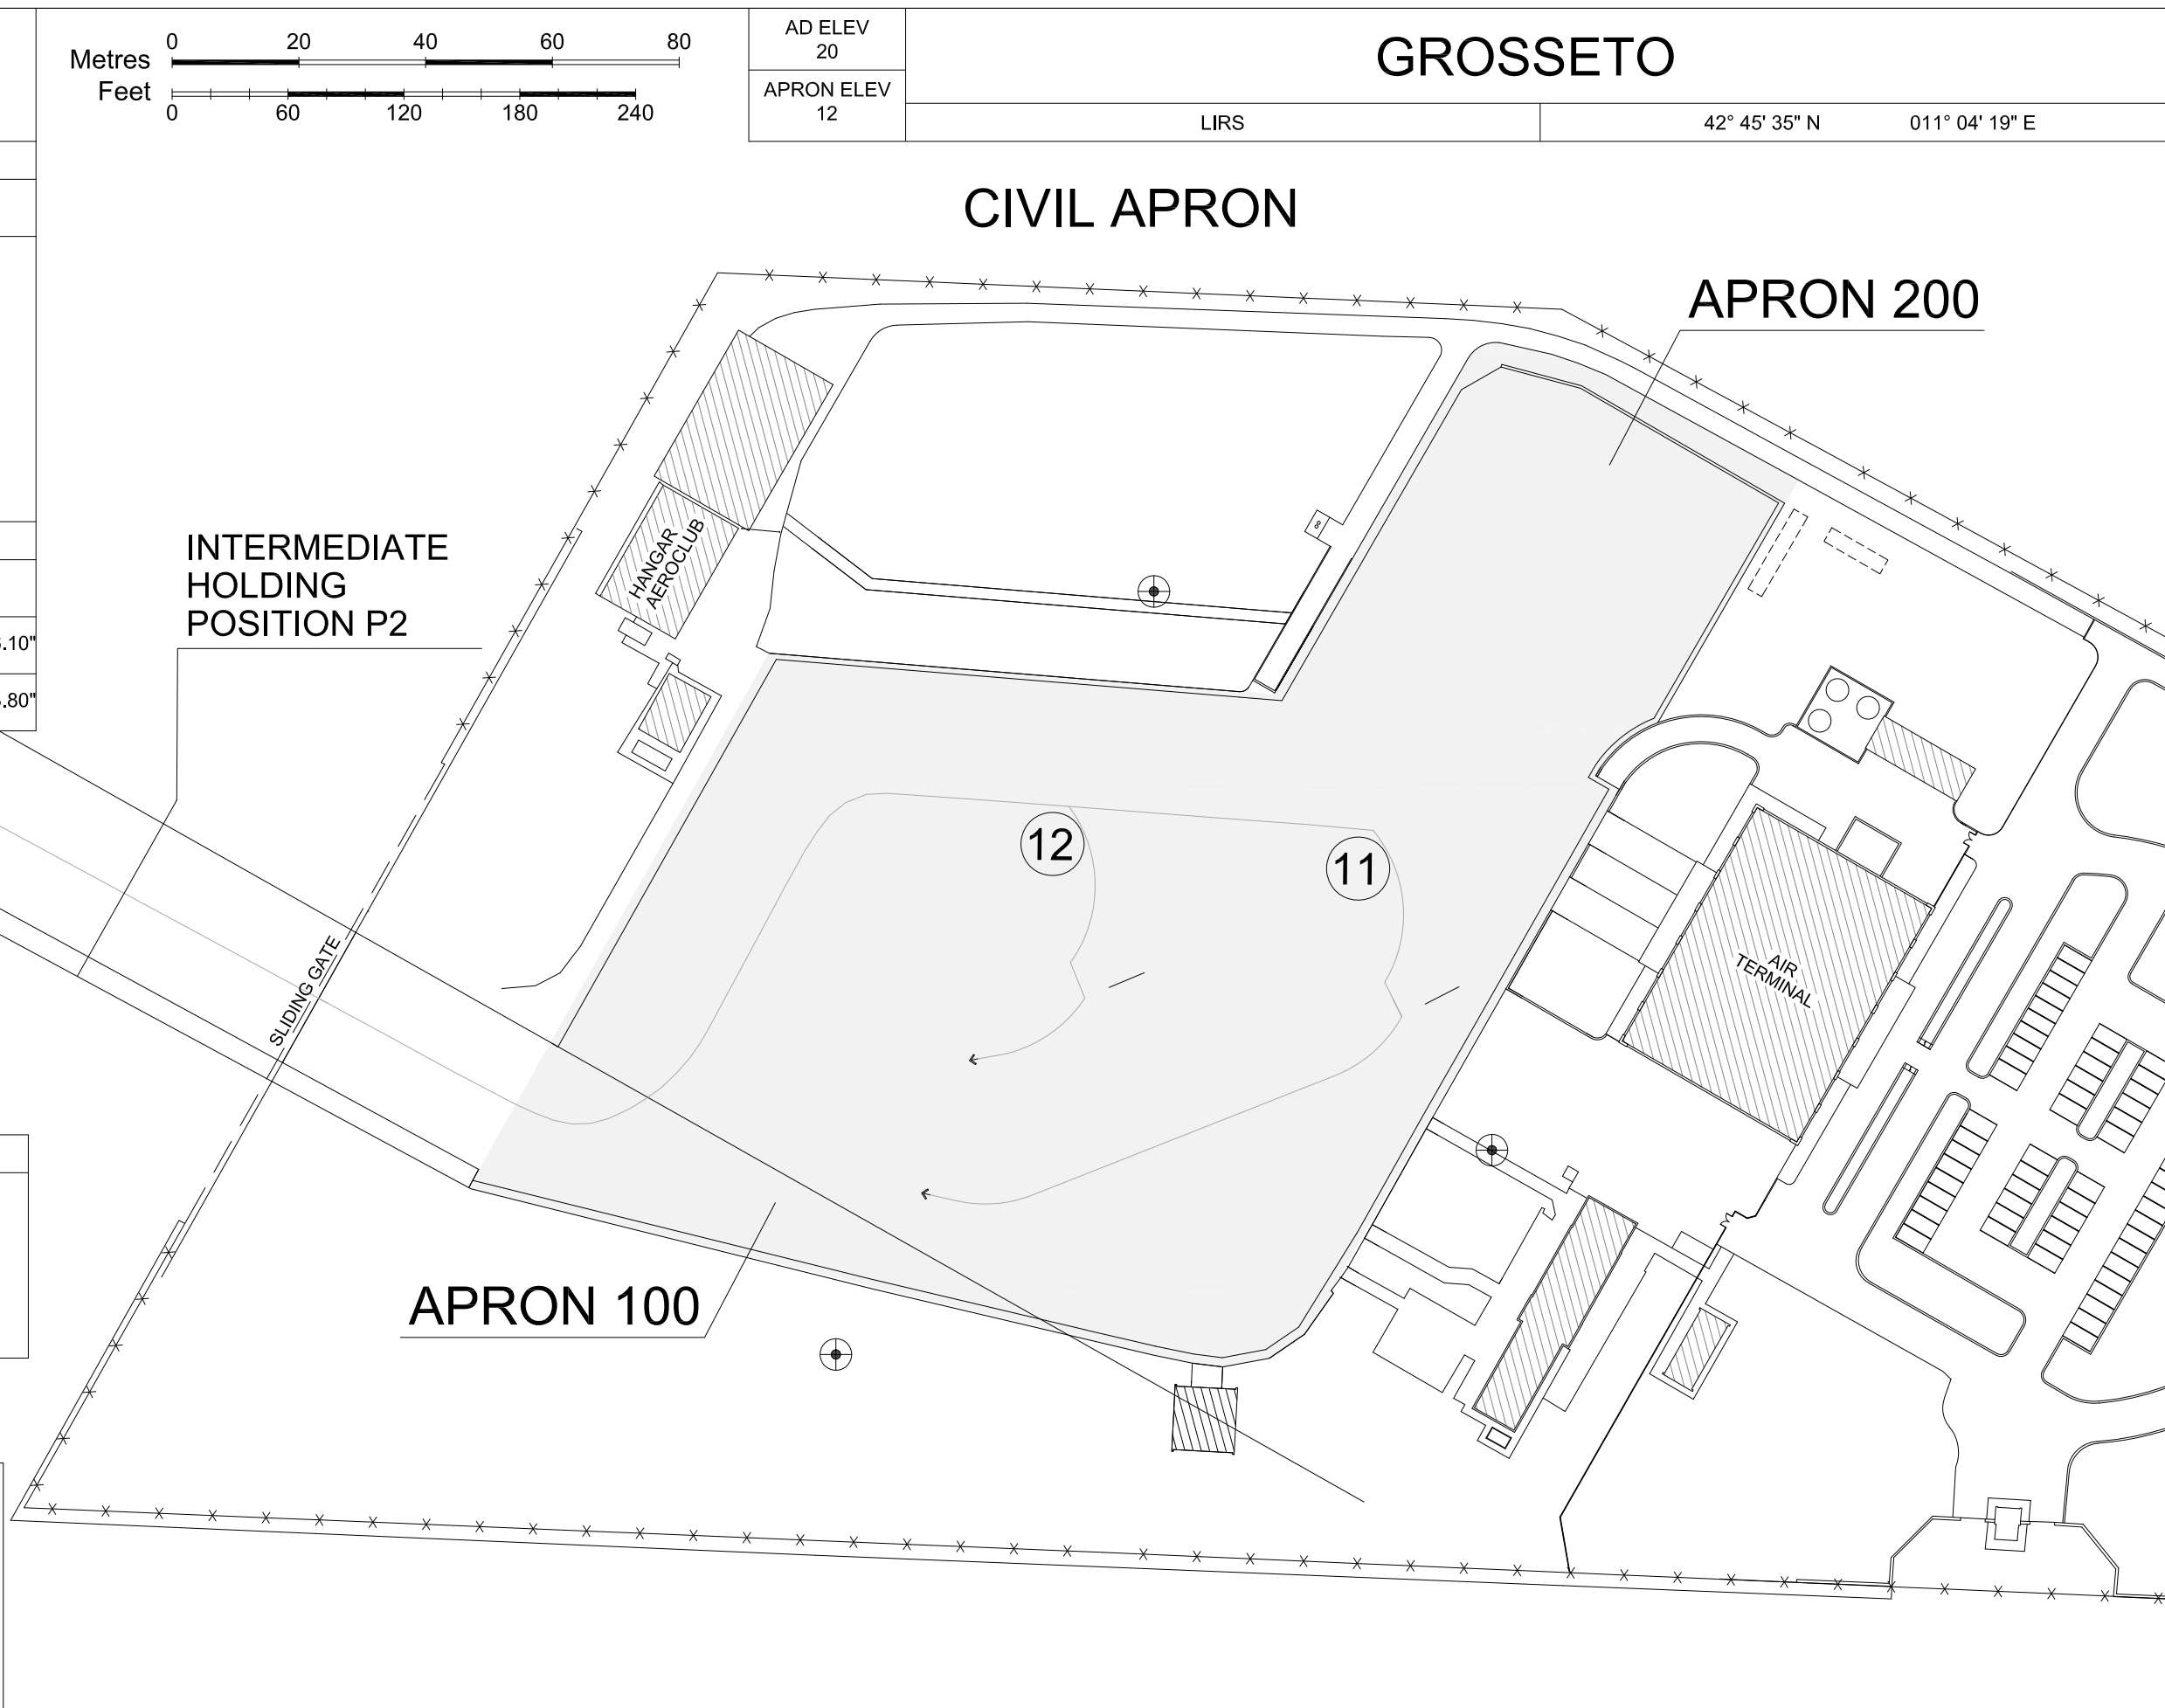 Metres
0 20 40 60 80
Feet
0 60 120 180 240
AD ELEV
20
APRON ELEV
12
GROSSETO
LIRS
42° 45' 35" N
011° 04' 19" E
CIVIL APRON
APRON 200
INTERMEDIATE
HOLDING
POSITION P2
HANGAR
AEROCLUB
.10"
.80"
12
11
SLIDING GATE
AIR
TERMINAL
APRON 100